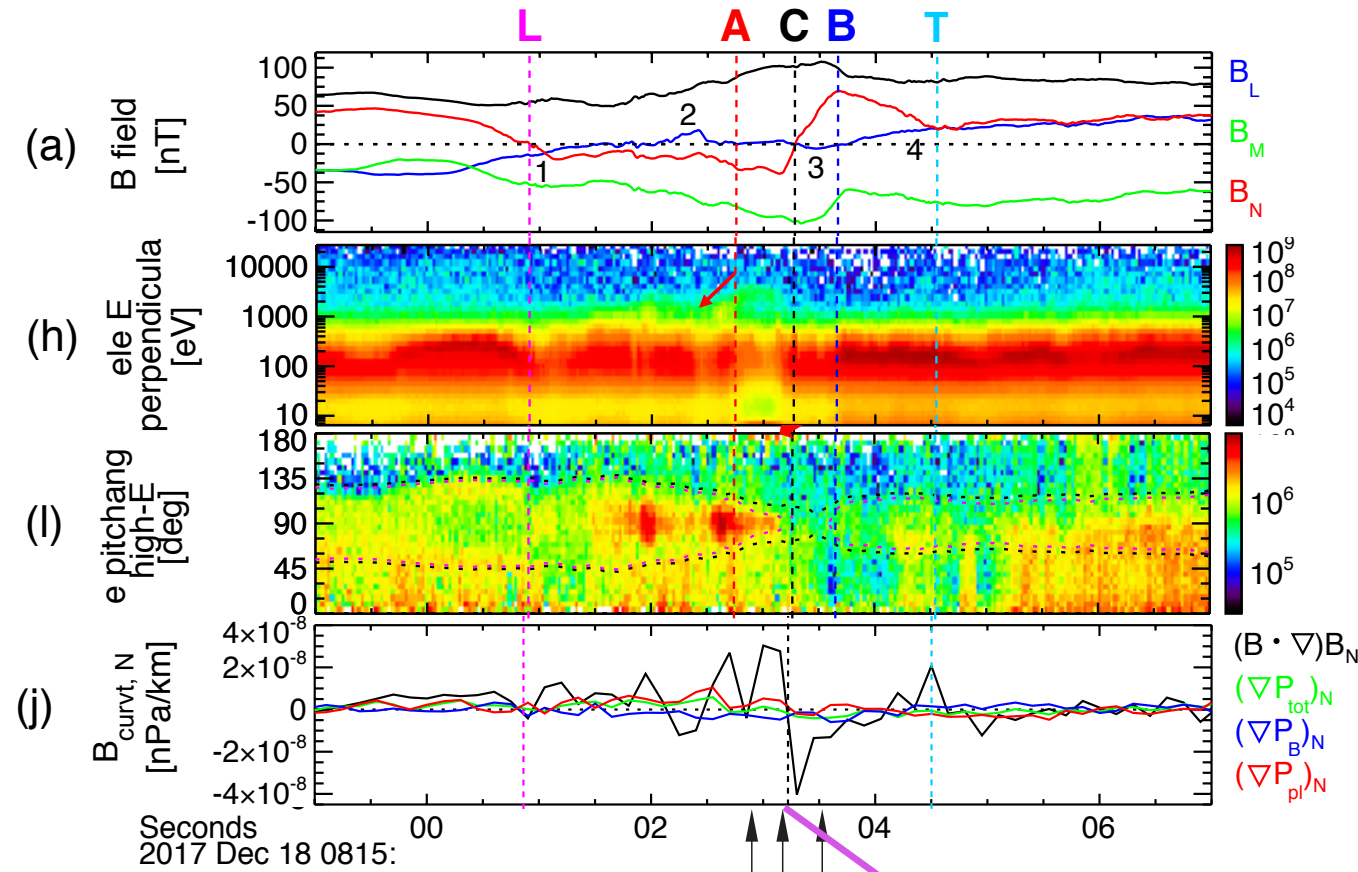 L A C B T
(a)
B field
[nT]
100
50
0
-50
-100
1
2
3
4
B_L
B_M
B_N
(h)
ele E
perpendicula
[eV]
10000
1000
100
10
10^9
10^8
10^7
10^6
10^5
10^4
(l)
e pitchang
high-E
[deg]
180
135
90
45
0
10^6
10^5
(j)
B_curvt, N
[nPa/km]
4×10^-8
2×10^-8
0
-2×10^-8
-4×10^-8
(B • ∇)B_N
(∇P_tot)_N
(∇P_B)_N
(∇P_pl)_N
Seconds 00 02 04 06
2017 Dec 18 0815: